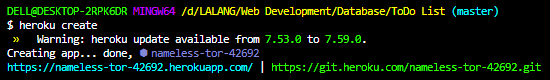 DELL@DESKTOP-2RPK6DR MINGW64 /d/LALANG/Web Development/Database/ToDo List (master)
$ heroku create
» Warning: heroku update available from 7.53.0 to 7.59.0.
Creating app... done, ⬢ nameless-tor-42692
https://nameless-tor-42692.herokuapp.com/ | https://git.heroku.com/nameless-tor-42692.git